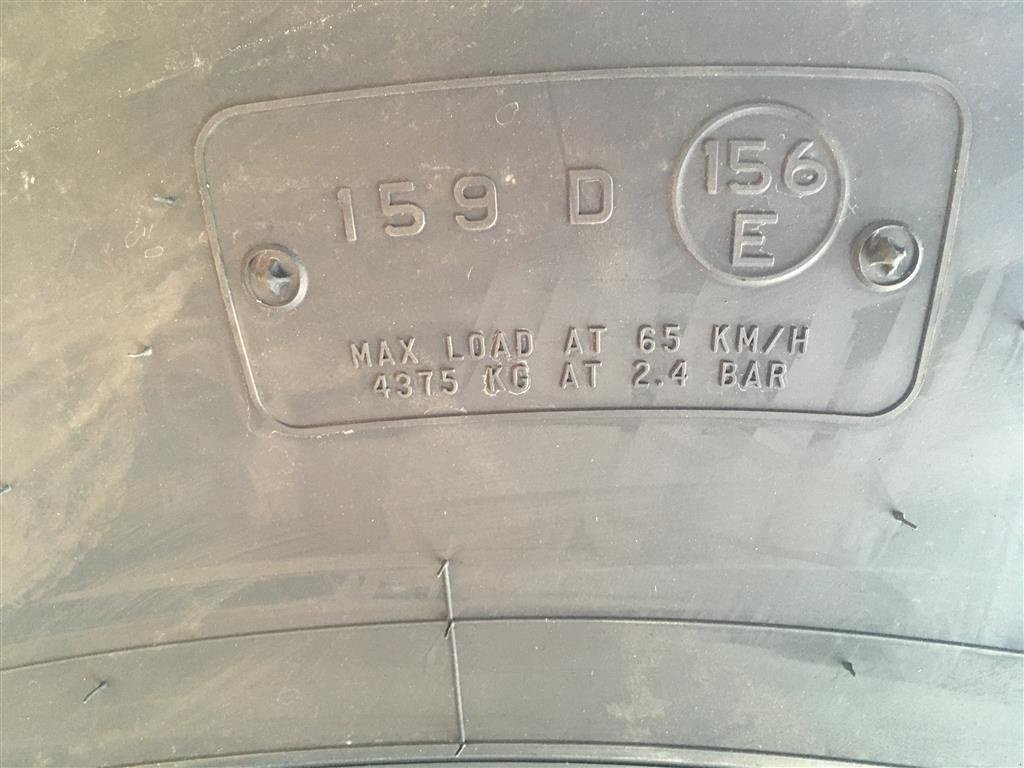 159 D
156
E
MAX LOAD AT 65 KM/H
4375 KG AT 2.4 BAR